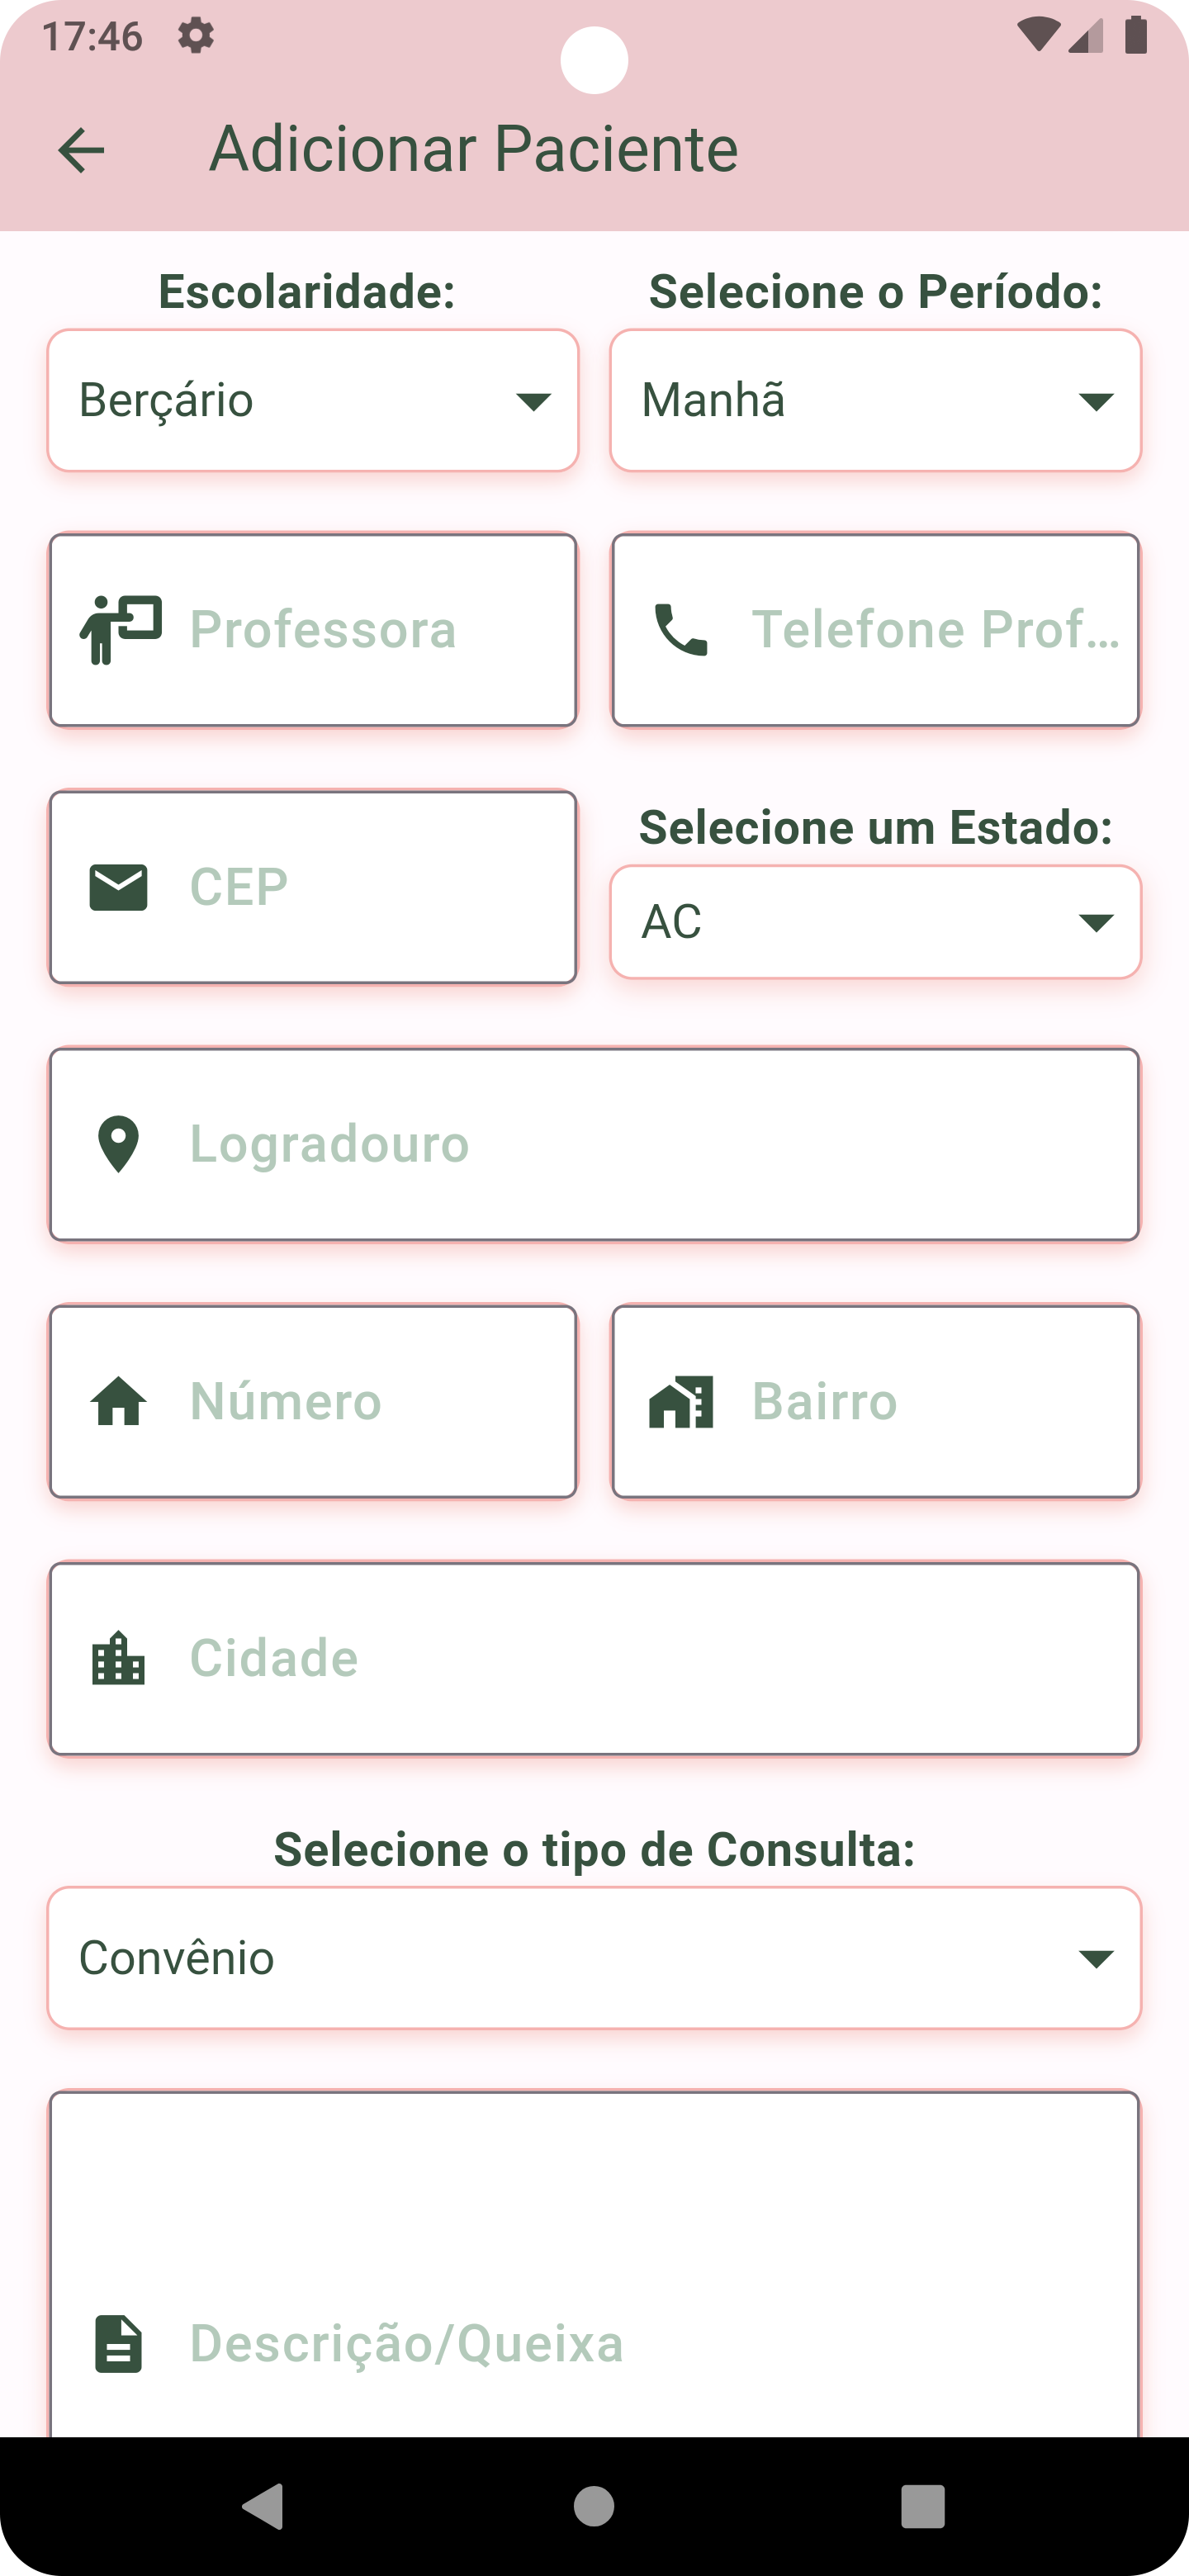 17:46
Adicionar Paciente
Escolaridade:
Selecione o Período:
Berçário
Manhã
Professora
Telefone Prof...
CEP
Selecione um Estado:
AC
Logradouro
Número
Bairro
Cidade
Selecione o tipo de Consulta:
Convênio
Descrição/Queixa